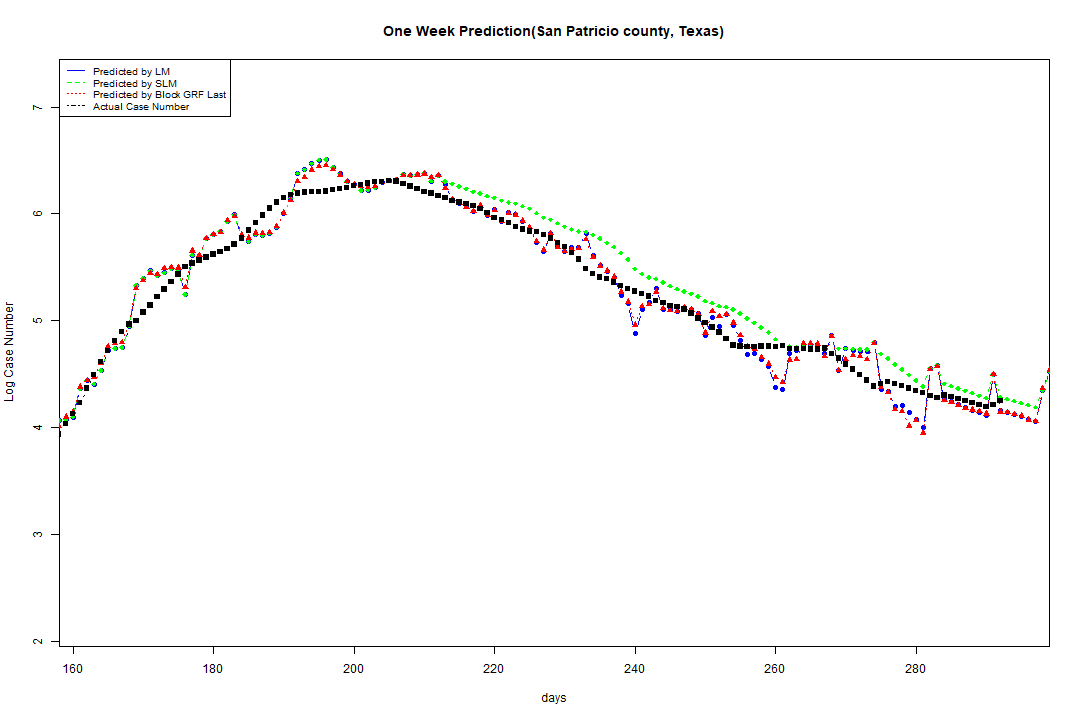 One Week Prediction(San Patricio county, Texas)
Predicted by LM
Predicted by SLM
Predicted by Block GRF Last
Actual Case Number
7
6
5
4
3
2
Log Case Number
160 180 200 220 240 260 280
days